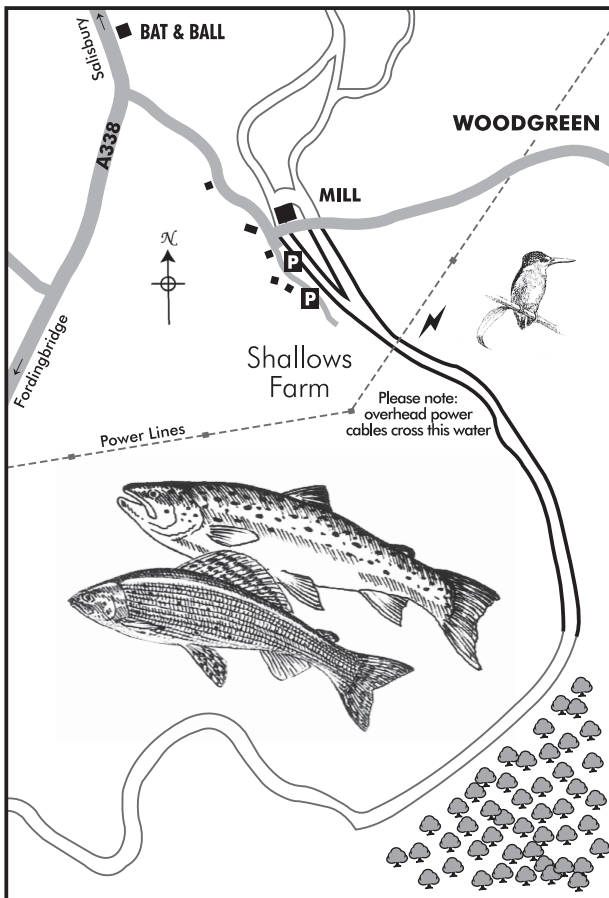 Salisbury
BAT & BALL
A338
WOODGREEN
MILL
N
P
P
Shallows
Farm
Fordingbridge
Please note:
overhead power
cables cross this water
Power Lines